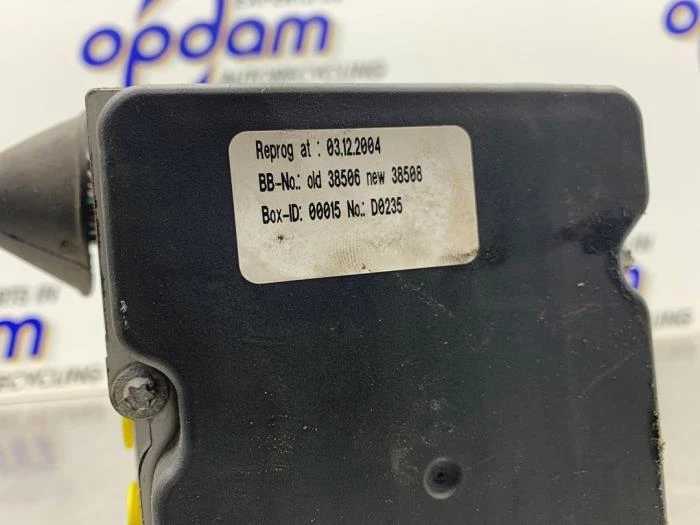 opdam
AUTORECYCLING
Reprog at : 03.12.2004
BB-No.: old 38506 new 38508
Box-ID: 00015 No.: D0235